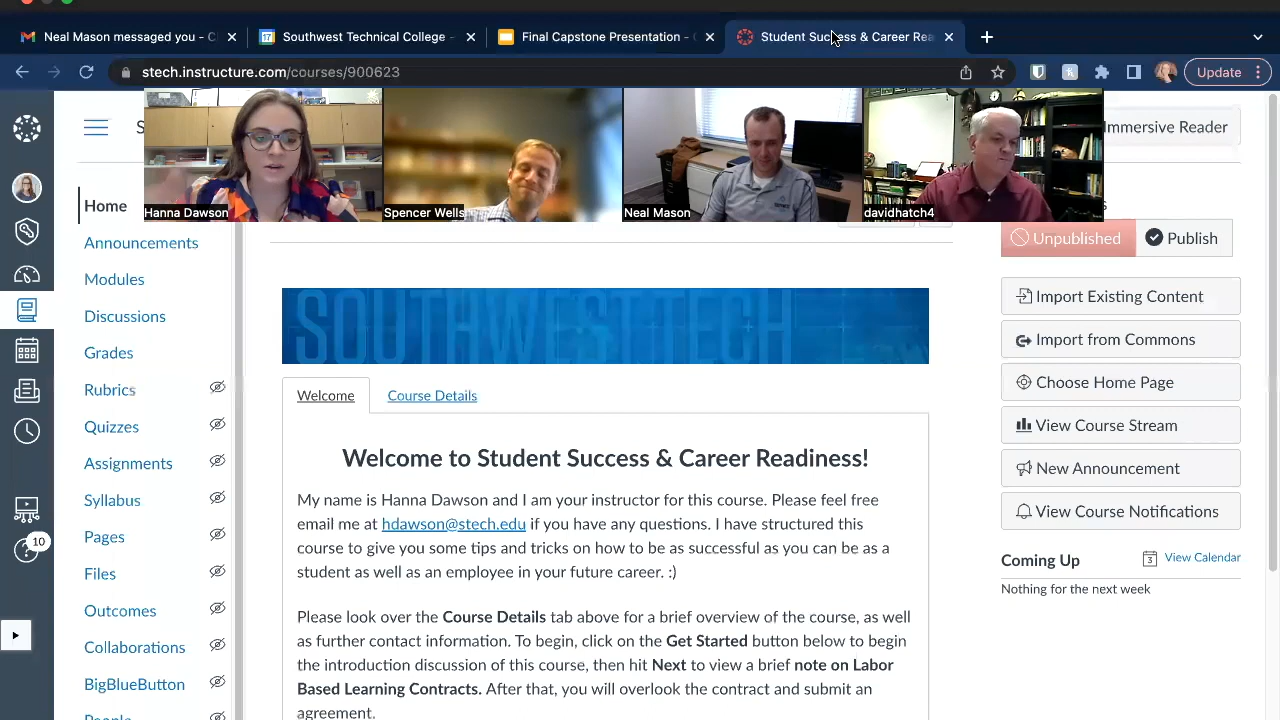 Neal Mason messaged you - C
Southwest Technical College -
Final Capstone Presentation -
Student Success & Career Rea
stech.instructure.com/courses/900623
Update
Immersive Reader
Hanna Dawson
Spencer Wells
Neal Mason
davidhatch4
Home
Announcements
Modules
Discussions
Grades
Rubrics
Quizzes
Assignments
Syllabus
Pages
Files
Outcomes
Collaborations
BigBlueButton
People
10
SOUTHWEST TECH
Welcome
Course Details
Welcome to Student Success & Career Readiness!
My name is Hanna Dawson and I am your instructor for this course. Please feel free
email me at hdawson@stech.edu if you have any questions. I have structured this
course to give you some tips and tricks on how to be as successful as you can be as a
student as well as an employee in your future career. :)
Please look over the Course Details tab above for a brief overview of the course, as well
as further contact information. To begin, click on the Get Started button below to begin
the introduction discussion of this course, then hit Next to view a brief note on Labor
Based Learning Contracts. After that, you will overlook the contract and submit an
agreement.
Unpublished
Publish
Import Existing Content
Import from Commons
Choose Home Page
View Course Stream
New Announcement
View Course Notifications
Coming Up
3
View Calendar
Nothing for the next week